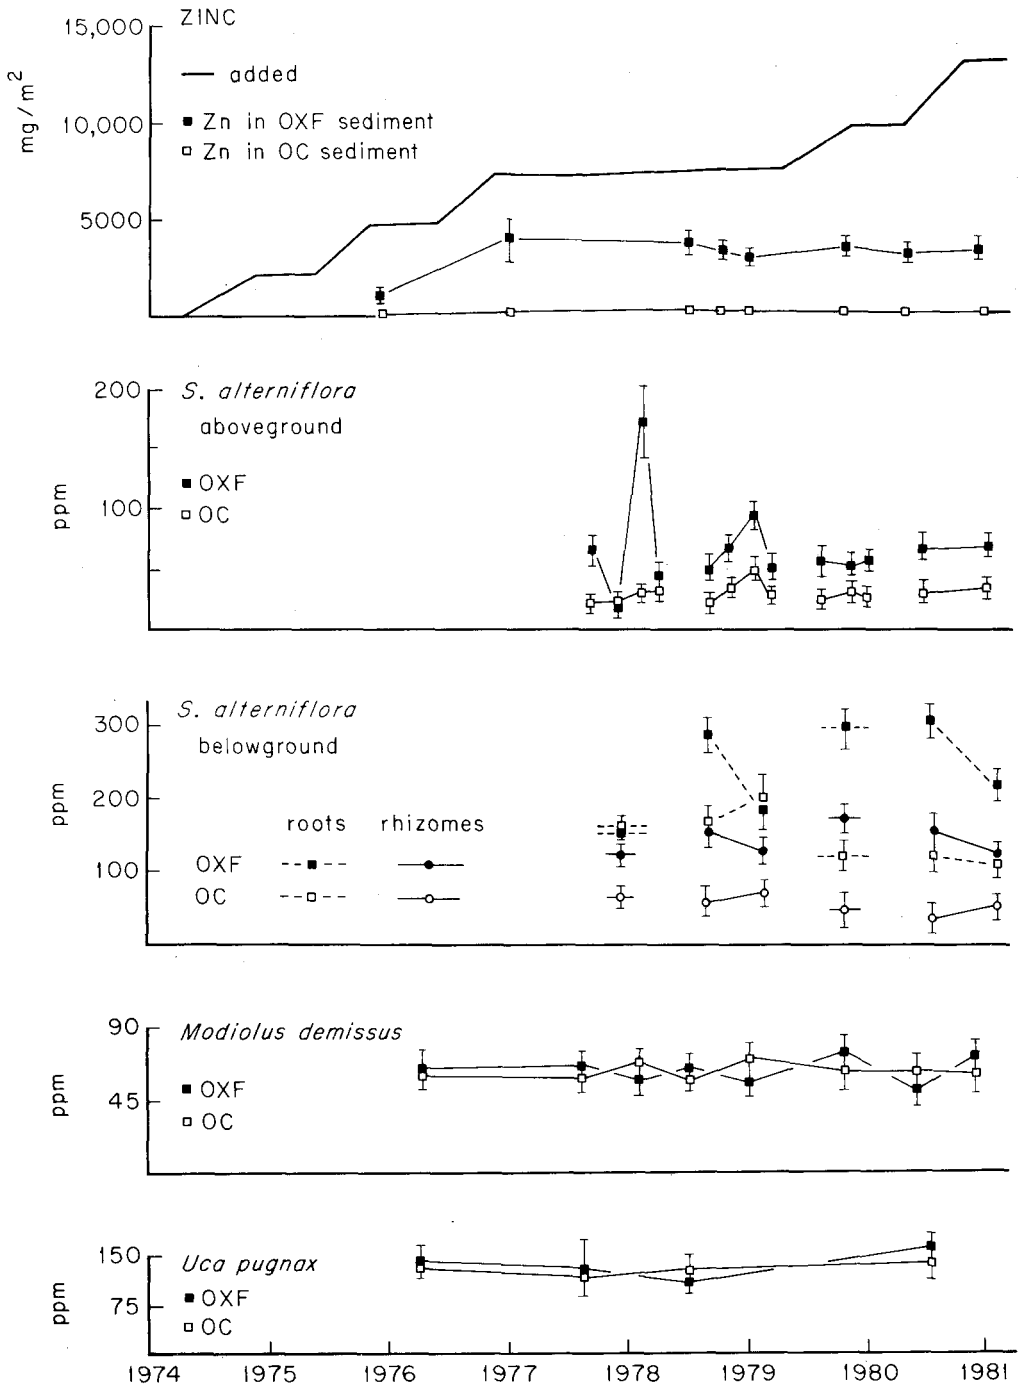 ZINC
15,000
added
mg/m²
Zn in OXF sediment
10,000
Zn in OC sediment
5000
200
S. alterniflora
aboveground
OXF
ppm
100
OC
S. alterniflora
300
belowground
ppm
200
roots rhizomes
OXF
100
OC
90
Modiolus demissus
ppm
OXF
45
OC
150
Uca pugnax
ppm
OXF
75
OC
1974 1975 1976 1977 1978 1979 1980 1981